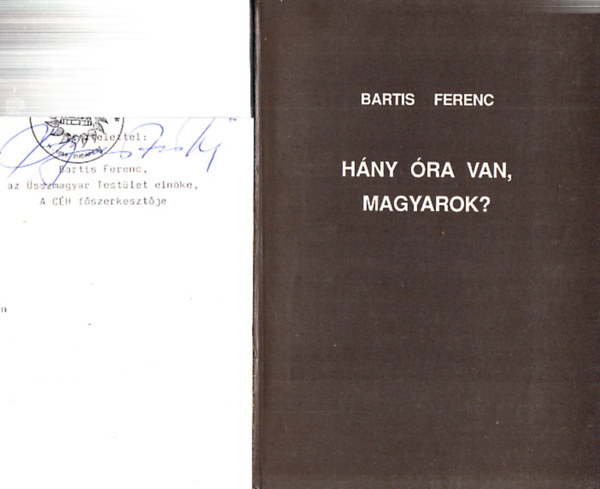 Bartis Ferenc,
az Összmagyar Testület elnöke,
A CÉH főszerkesztője
n
BARTIS FERENC
HÁNY ÓRA VAN,
MAGYAROK?